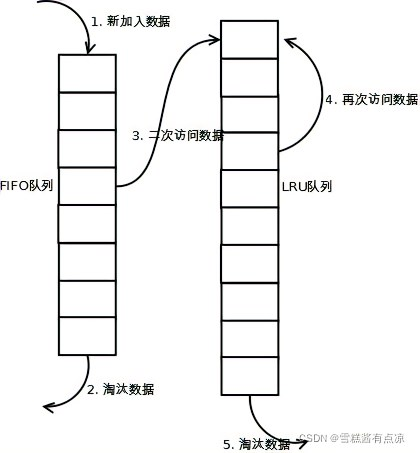 1. 新加入数据
3. 二次访问数据
4. 再次访问数据
FIFO队列
LRU队列
2. 淘汰数据
5. 淘汰数据
CSDN @雪糕酱有点凉